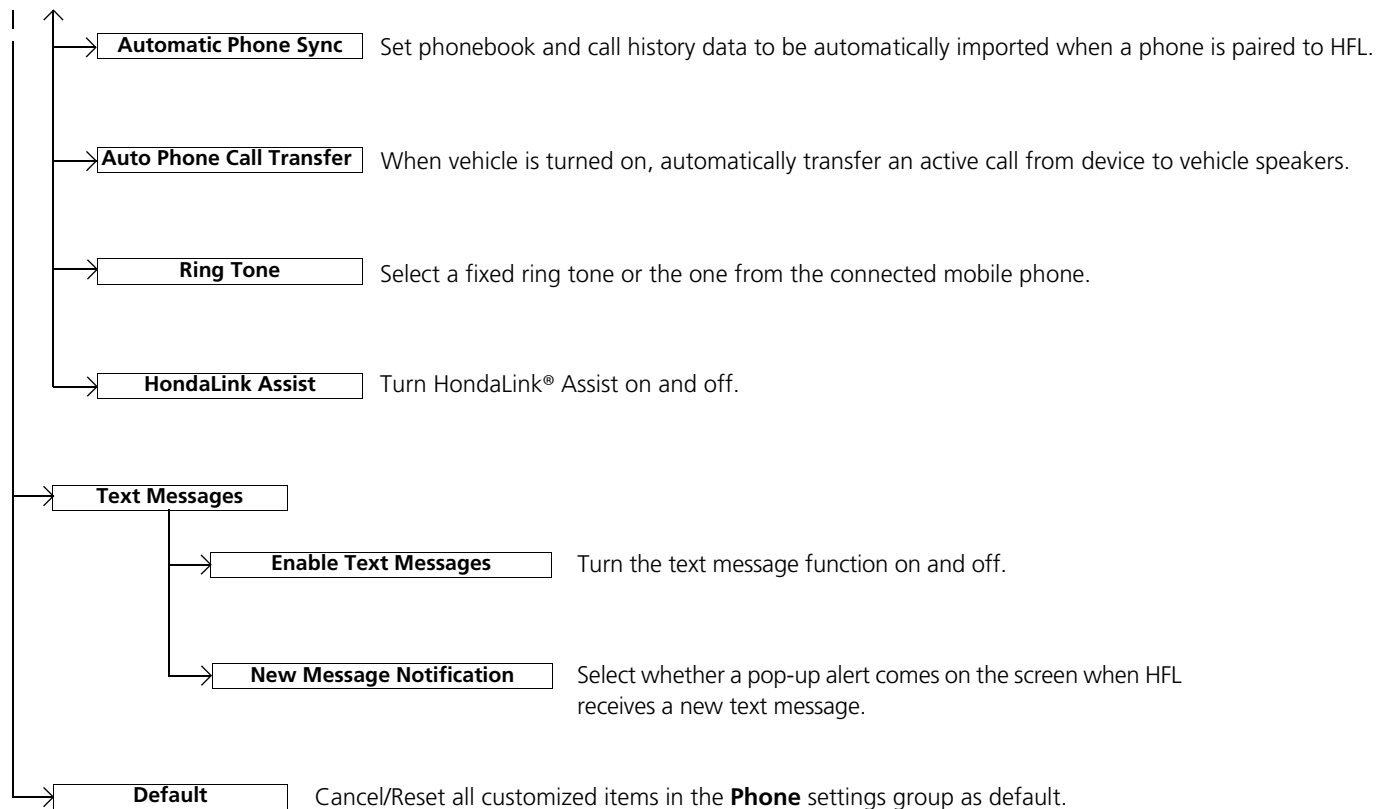 Automatic Phone Sync Set phonebook and call history data to be automatically imported when a phone is paired to HFL.
Auto Phone Call Transfer When vehicle is turned on, automatically transfer an active call from device to vehicle speakers.
Ring Tone Select a fixed ring tone or the one from the connected mobile phone.
HondaLink Assist Turn HondaLink® Assist on and off.
Text Messages
Enable Text Messages Turn the text message function on and off.
New Message Notification Select whether a pop-up alert comes on the screen when HFL
receives a new text message.
Default Cancel/Reset all customized items in the Phone settings group as default.